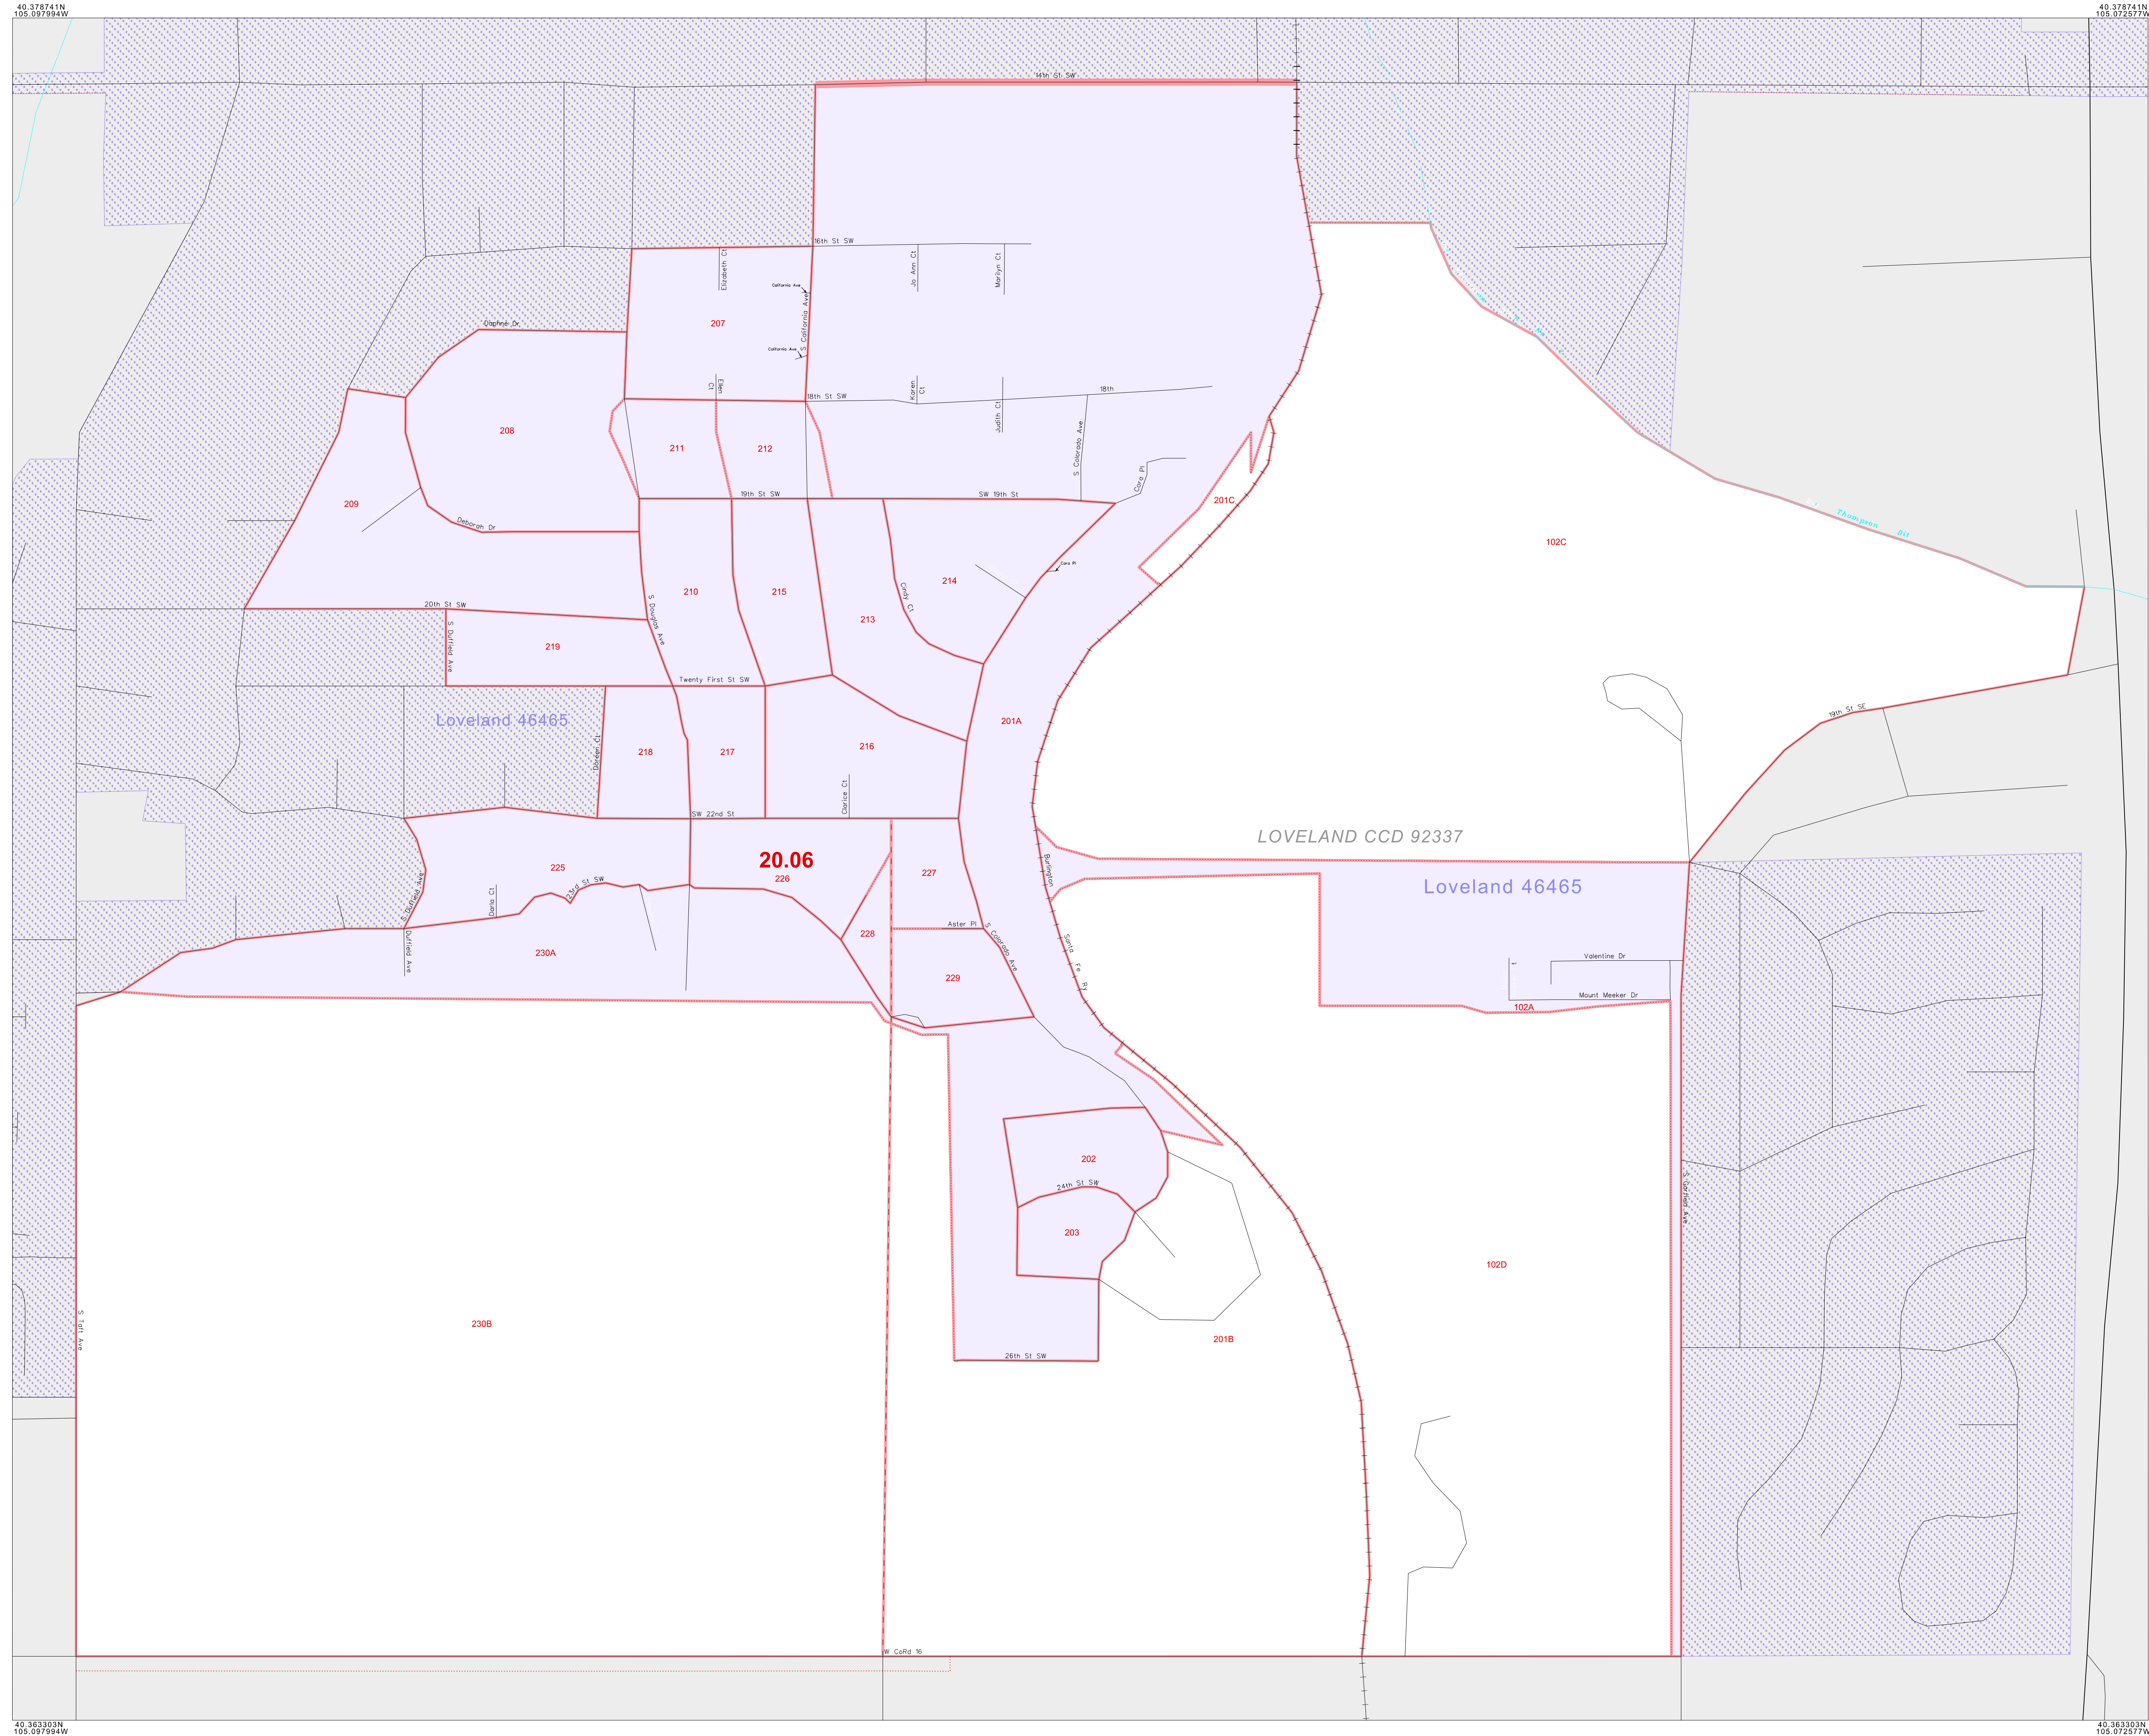 40.378741N
105.097994W
40.378741N
105.072577W
14th St SW
16th St SW
Elizabeth Ct
Jo Ann Ct
Marilyn Ct
California Ave
S California Ave
207
Daphne Dr
California Ave
Ellen Ct
Karen Ct
18th
18th St SW
Judith Ct
S Colorado Ave
208
211
212
Cora Pl
19th St SW
SW 19th St
201C
209
Deborah Dr
Thompson
Dit
102C
Cora Pl
214
210
215
Cindy Ct
20th St SW
S Douglas Ave
213
S Duffield Ave
219
Twenty First St SW
19th St SE
Loveland 46465
201A
Doreen Ct
218
217
216
Clarice Ct
SW 22nd St
LOVELAND CCD 92337
20.06
225
226
227
Burlington
Loveland 46465
S Duffield Ave
Darla Ct
23rd St SW
Aster Pl
228
S Colorado Ave
Santa Fe Ry
Duffield Ave
230A
229
Valentine Dr
Mount Meeker Dr
102A
202
24th St SW
S Garfield Ave
203
102D
S Taft Ave
230B
201B
26th St SW
W CoRd 16
40.363303N
105.097994W
40.363303N
105.072577W